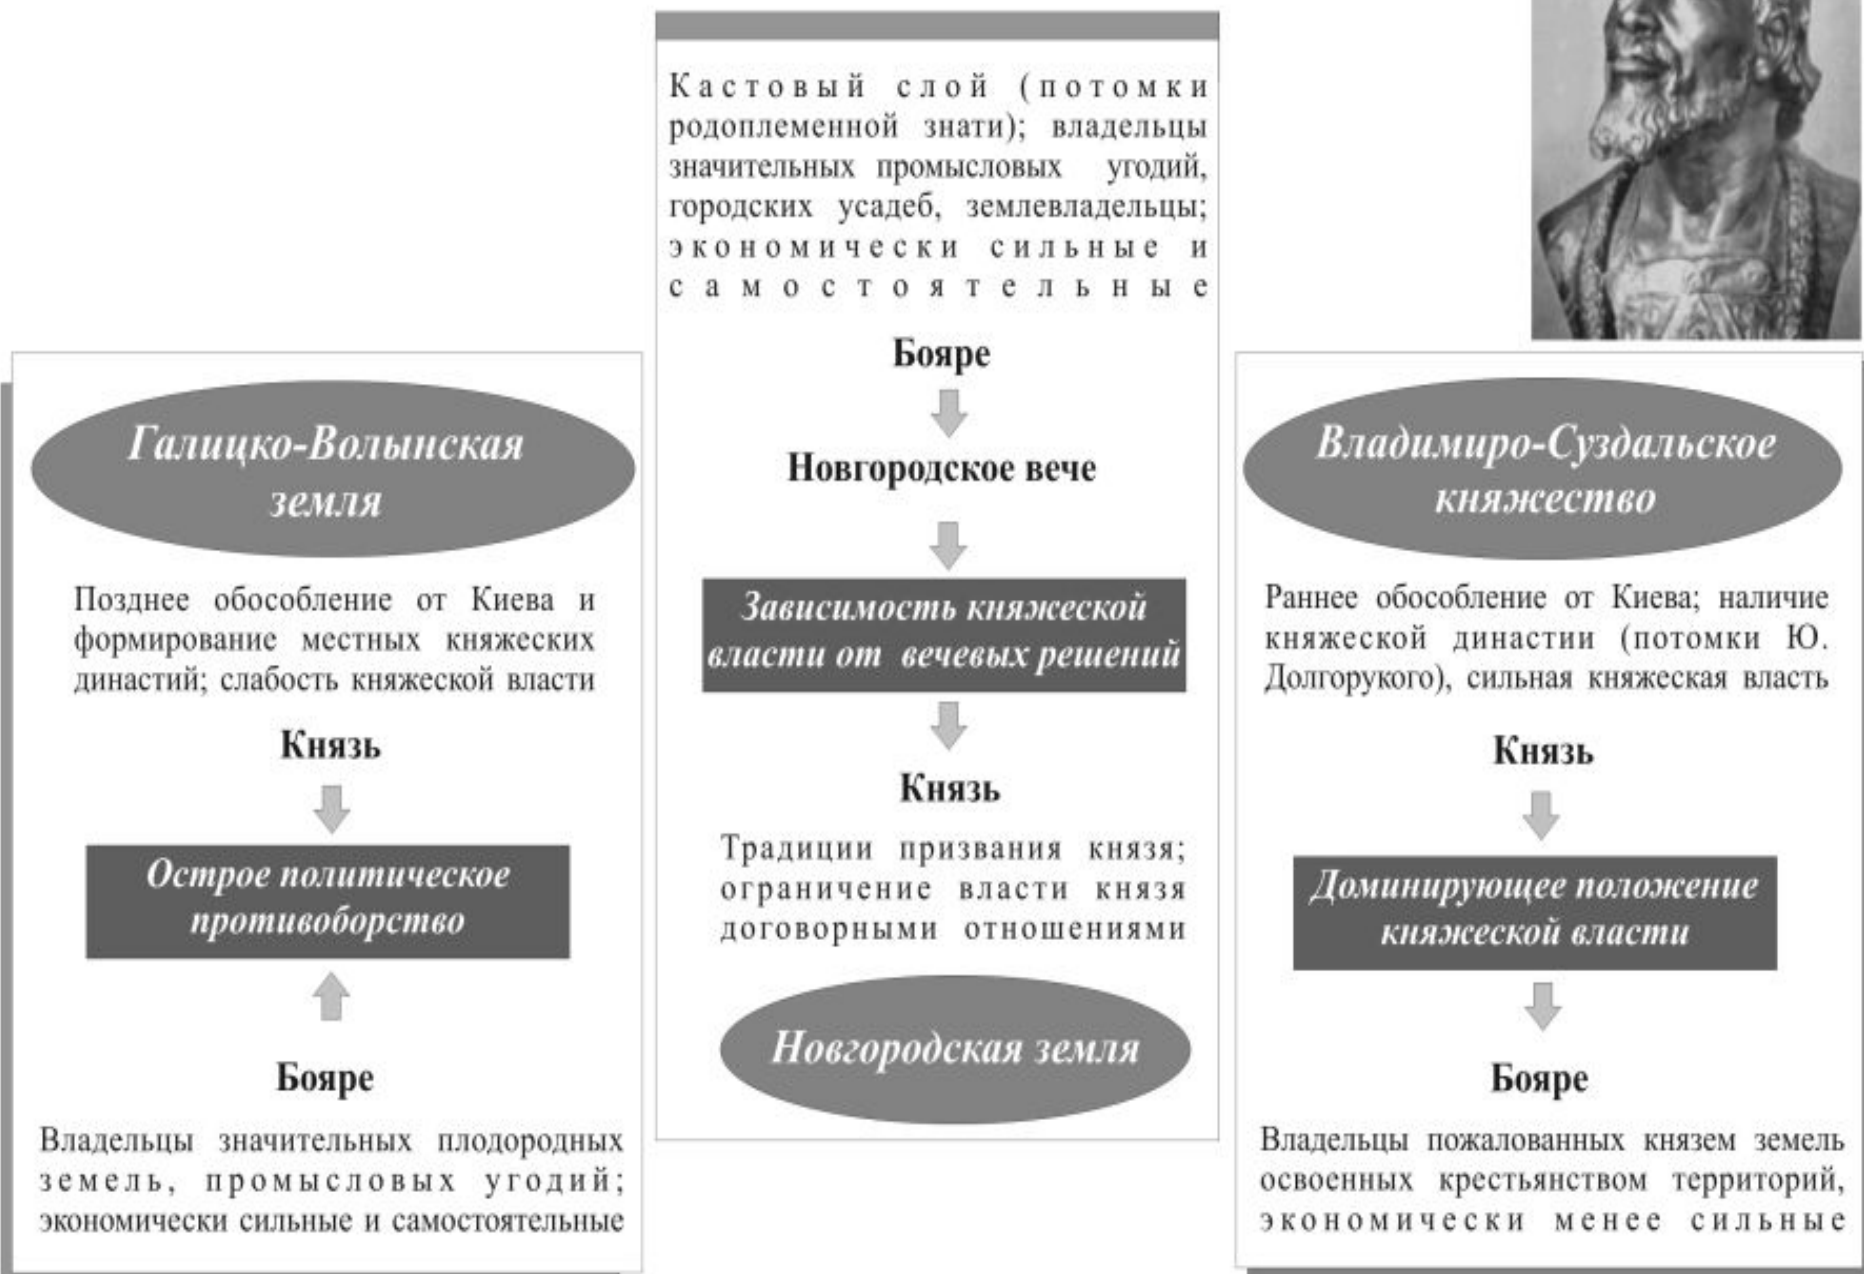 Галицко-Волынская
земля
Позднее обособление от Киева и
формирование местных княжеских
династий; слабость княжеской власти
Князь
Острое политическое
противоборство
Бояре
Владельцы значительных плодородных
земель, промысловых угодий;
экономически сильные и самостоятельные
Кастовый слой (потомки
родоплеменной знати); владельцы
значительных промысловых угодий,
городских усадеб, землевладельцы;
экономически сильные и
самостоятельные
Бояре
Новгородское вече
Зависимость княжеской
власти от вечевых решений
Князь
Традиции призвания князя;
ограничение власти князя
договорными отношениями
Новгородская земля
Владимиро-Суздальское
княжество
Раннее обособление от Киева; наличие
княжеской династии (потомки Ю.
Долгорукого), сильная княжеская власть
Князь
Доминирующее положение
княжеской власти
Бояре
Владельцы пожалованных князем земель
освоенных крестьянством территорий,
экономически менее сильные